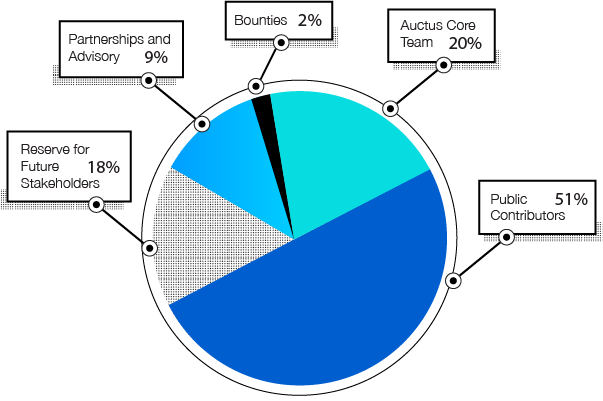 Bounties 2%
Auctus Core
Team 20%
Partnerships and
Advisory 9%
Reserve for
Future 18%
Stakeholders
Public 51%
Contributors